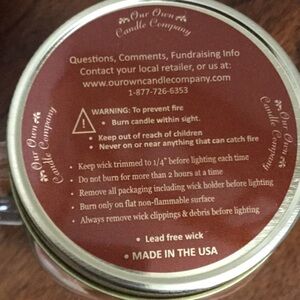 Our Own
Candle Company
Questions, Comments, Fundraising Info
Contact your local retailer, or us at:
www.ourowncandlecompany.com
1-877-726-6353
WARNING: To prevent fire
• Burn candle within sight.
• Keep out of reach of children
• Never on or near anything that can catch fire
Our Own
Candle Company
Our Own
Candle Company
• Keep wick trimmed to 1/4" before lighting each time
• Do not burn for more than 2 hours at a time
• Remove all packaging including wick bolder before lighting
• Burn only on flat non-flammable surface
• Always remove wick clippings & debris before lighting
• Lead free wick •
• MADE IN THE USA